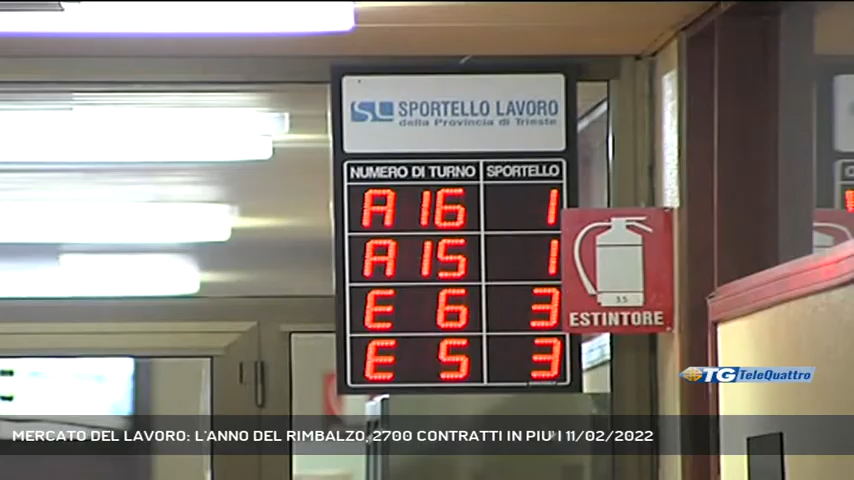 SL SPORTELLO LAVORO
della Provincia di Trieste
NUMERO DI TURNO SPORTELLO
A 16 1
A 15 1
E 6 3
E 5 3
3.5
ESTINTORE
TG TeleQuattro
MERCATO DEL LAVORO: L'ANNO DEL RIMBALZO, 2700 CONTRATTI IN PIU' | 11/02/2022